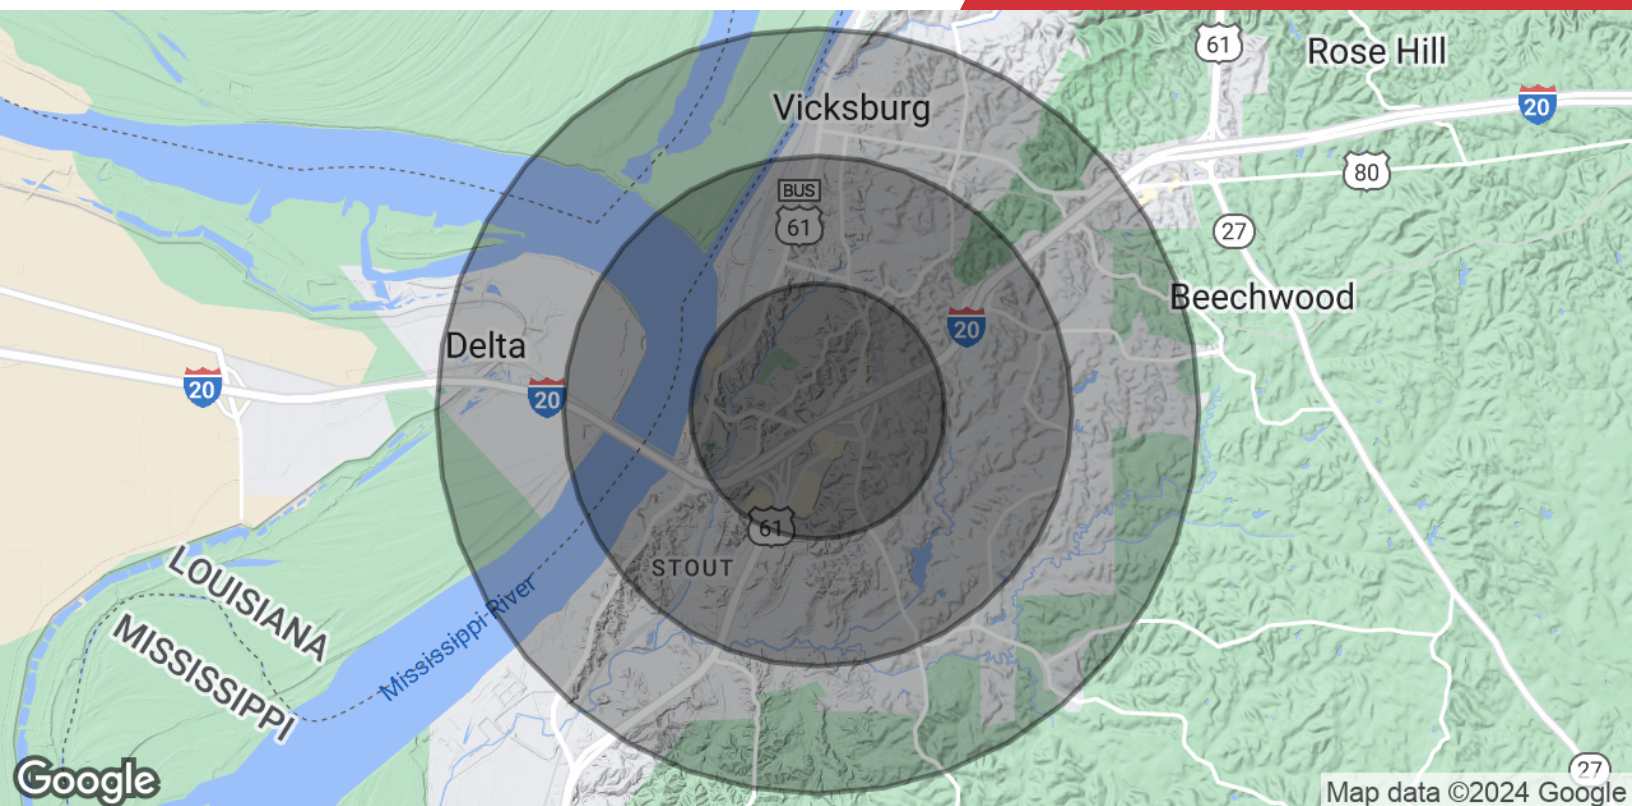 61
Rose Hill
20
Vicksburg
80
BUS
61
27
Beechwood
20
Delta
20
20
61
STOUT
LOUISIANA
MISSISSIPPI
Mississippi River
27
Google
Map data ©2024 Google